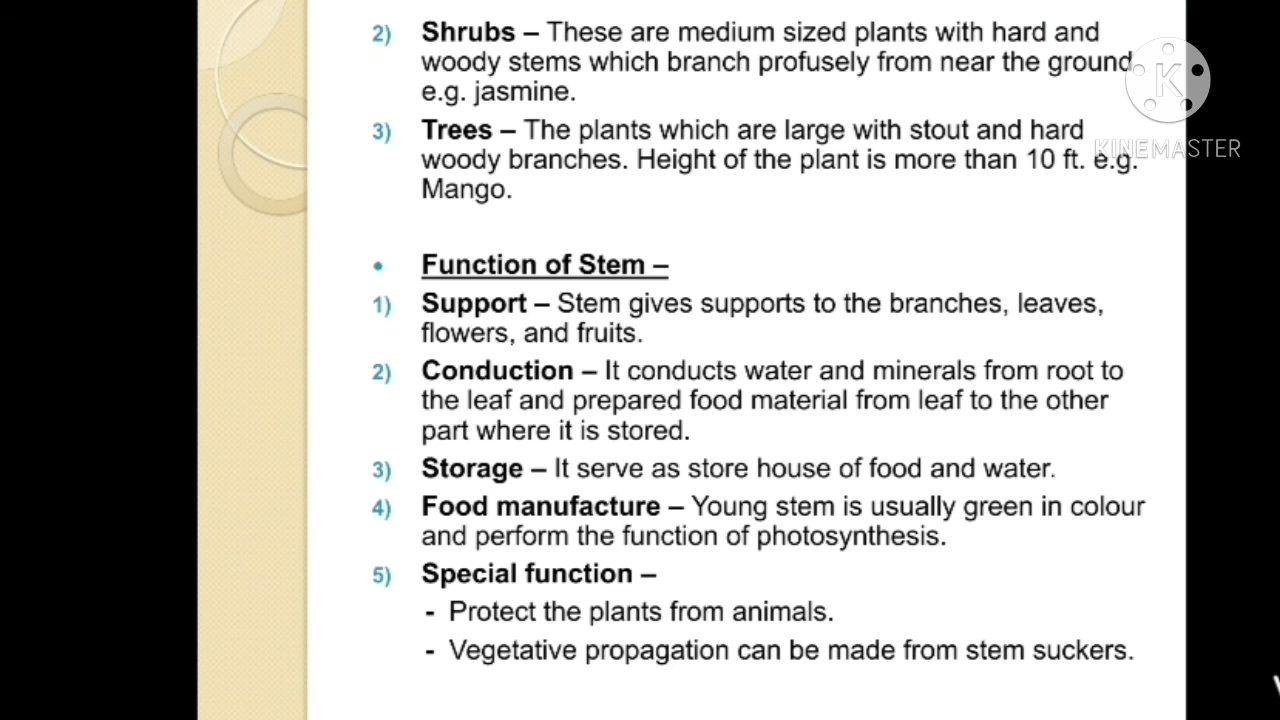 2) Shrubs – These are medium sized plants with hard and
woody stems which branch profusely from near the ground
e.g. jasmine.
3) Trees – The plants which are large with stout and hard
woody branches. Height of the plant is more than 10 ft. e.g.
Mango.
K
KINEMASTER
• Function of Stem –
1) Support – Stem gives supports to the branches, leaves,
flowers, and fruits.
2) Conduction – It conducts water and minerals from root to
the leaf and prepared food material from leaf to the other
part where it is stored.
3) Storage – It serve as store house of food and water.
4) Food manufacture – Young stem is usually green in colour
and perform the function of photosynthesis.
5) Special function –
- Protect the plants from animals.
- Vegetative propagation can be made from stem suckers.